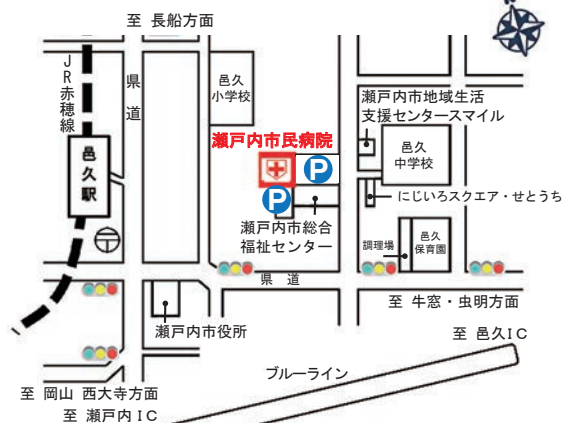 至 長船方面
N
JR赤穂線
県道
邑久
小学校
瀬戸内市地域生活
支援センタースマイル
瀬戸内市民病院
邑久
中学校
邑久駅
P
P
にじいろスクエア・せとうち
瀬戸内市総合
福祉センター
調理場
邑久
保育園
県道
至 牛窓・虫明方面
瀬戸内市役所
至 邑久IC
ブルーライン
至 岡山 西大寺方面
至 瀬戸内IC